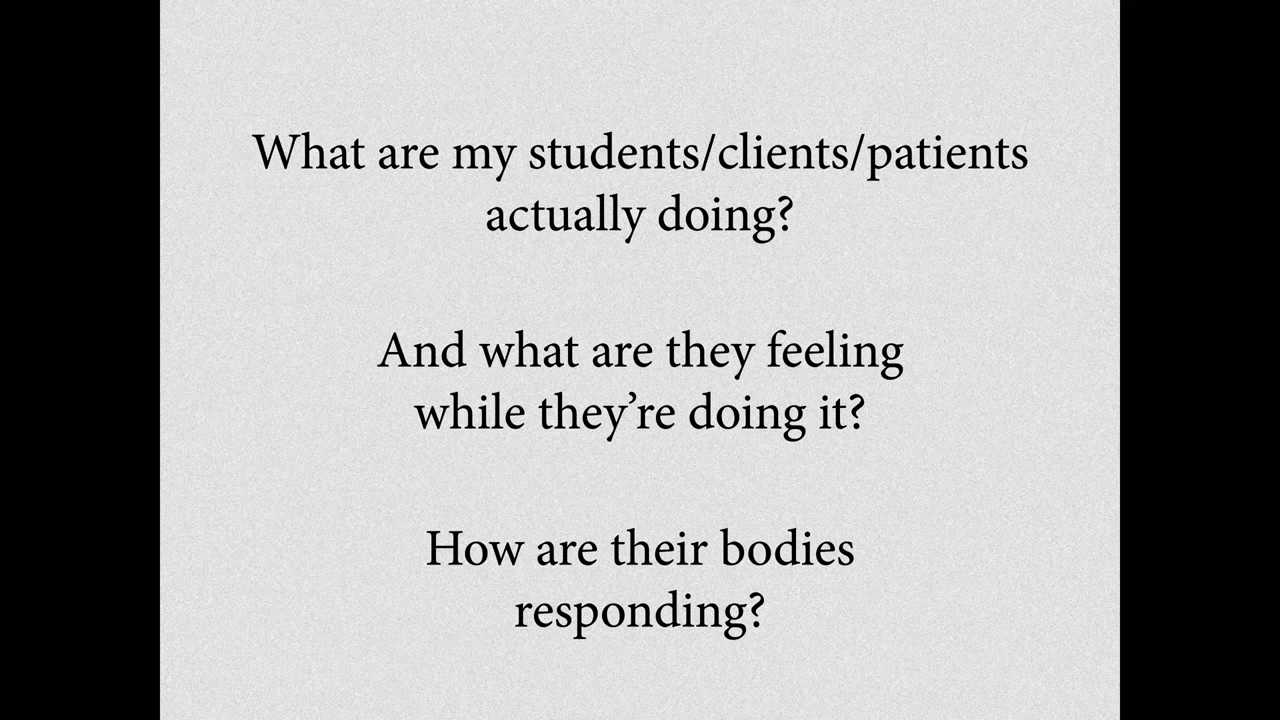 What are my students/clients/patients
actually doing?
And what are they feeling
while they’re doing it?
How are their bodies
responding?